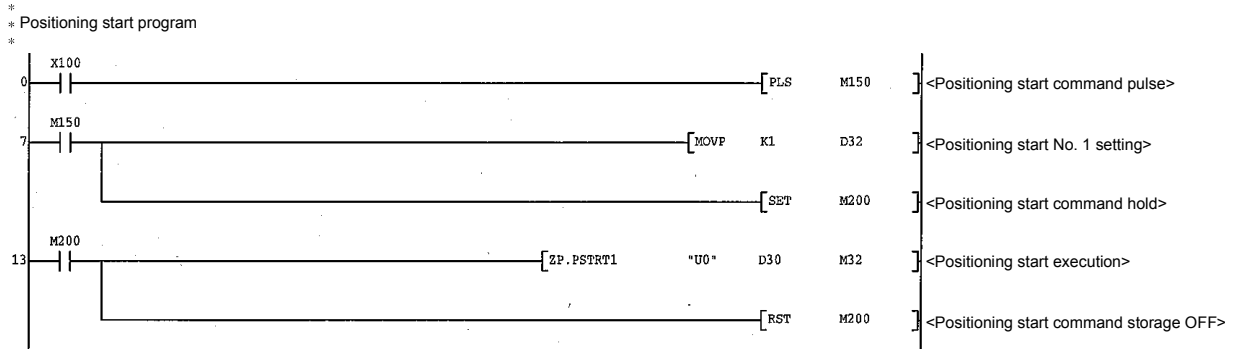 *
* Positioning start program
*
X100
0 [PLS M150 ] <Positioning start command pulse>
M150
7 [MOVP K1 D32 ] <Positioning start No. 1 setting>
[SET M200 ] <Positioning start command hold>
M200
13 [ZP.PSTRT1 "U0" D30 M32 ] <Positioning start execution>
[RST M200 ] <Positioning start command storage OFF>